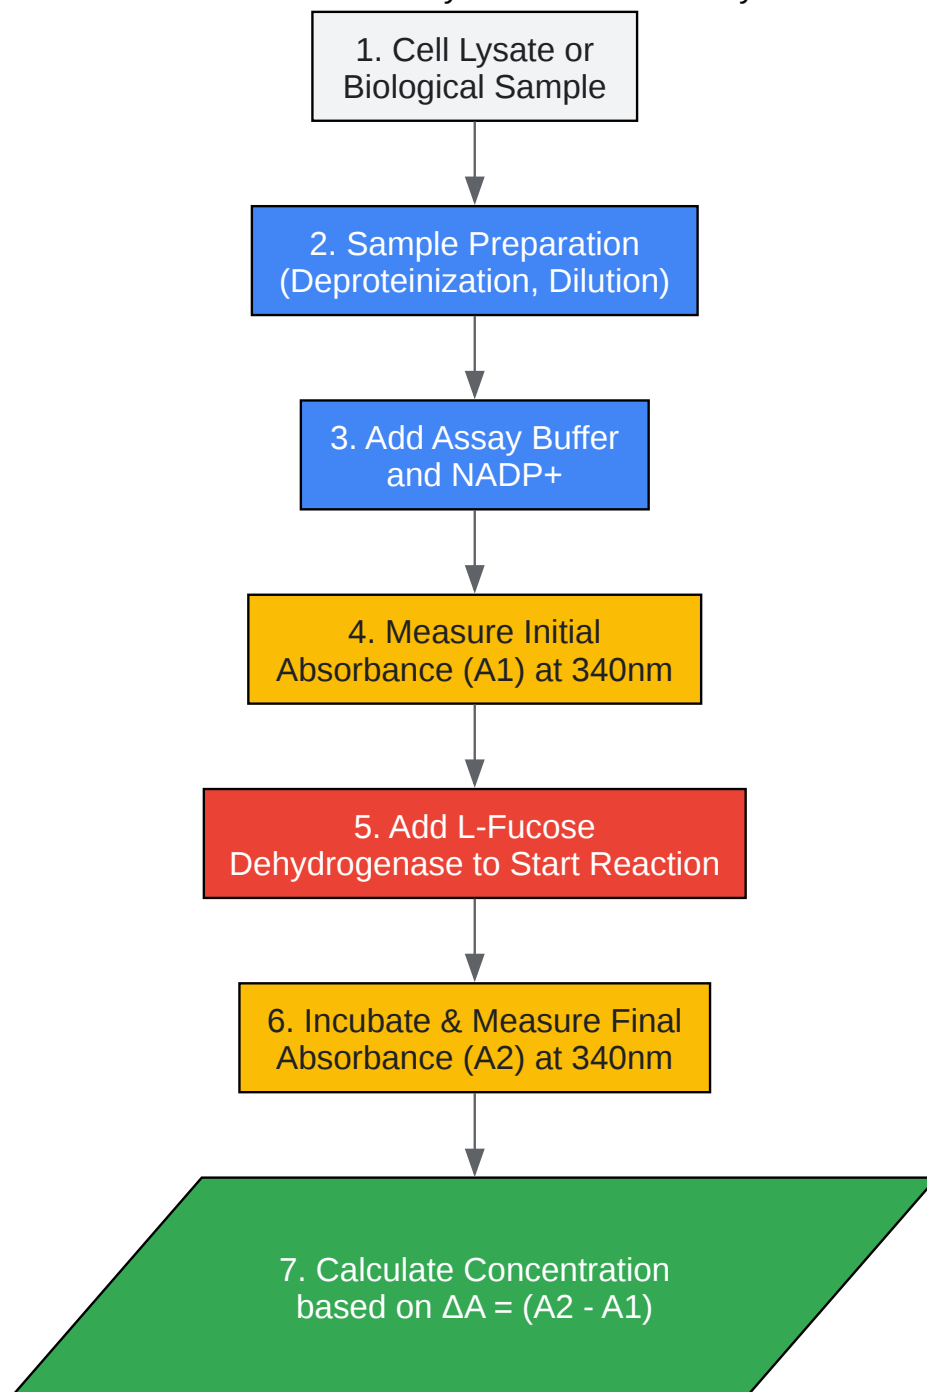 1. Cell Lysate or
Biological Sample
2. Sample Preparation
(Deproteinization, Dilution)
3. Add Assay Buffer
and NADP+
4. Measure Initial
Absorbance (A1) at 340nm
5. Add L-Fucose
Dehydrogenase to Start Reaction
6. Incubate & Measure Final
Absorbance (A2) at 340nm
7. Calculate Concentration
based on ΔA = (A2 - A1)